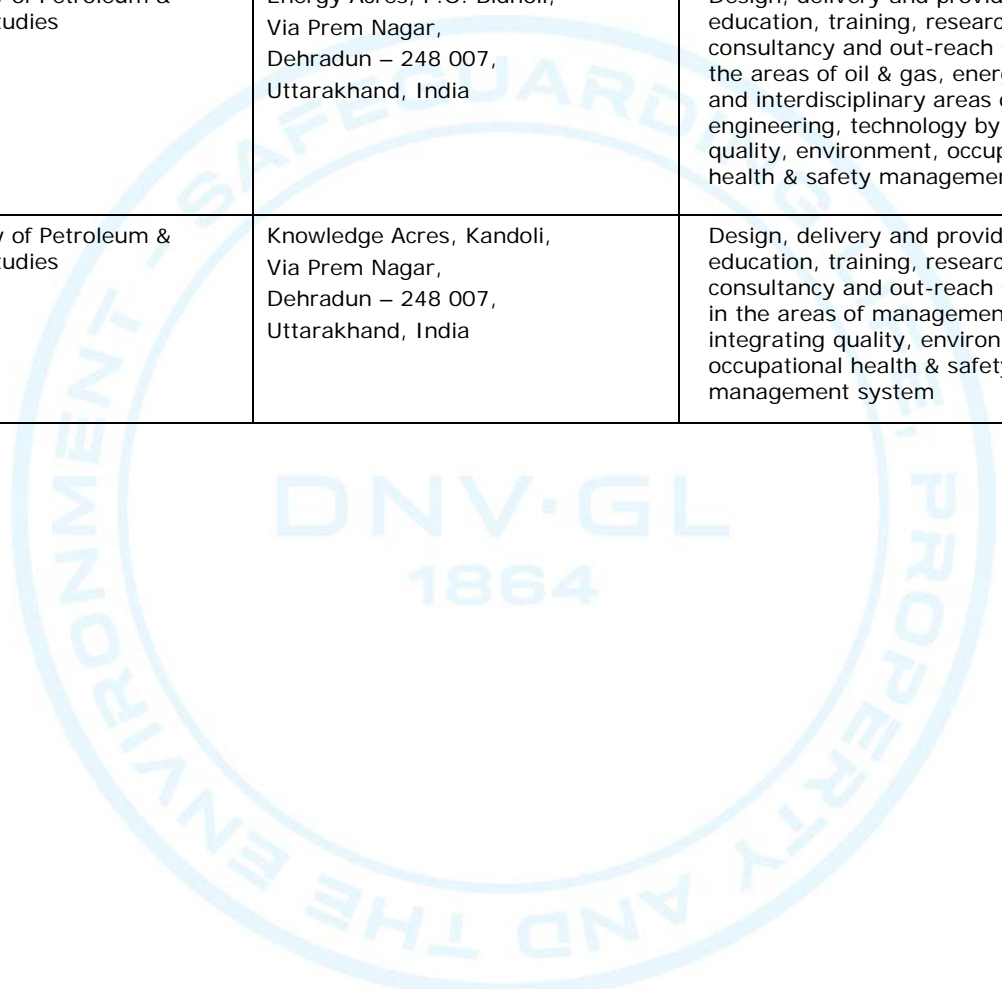 of Petroleum &
tudies
Energy Acres, P.O. Bidholi,
Via Prem Nagar,
Dehradun – 248 007,
Uttarakhand, India
Design, delivery and provid
education, training, researc
consultancy and out-reach
the areas of oil & gas, energ
and interdisciplinary areas
engineering, technology by
quality, environment, occup
health & safety managemen
y of Petroleum &
tudies
Knowledge Acres, Kandoli,
Via Prem Nagar,
Dehradun – 248 007,
Uttarakhand, India
Design, delivery and provid
education, training, researc
consultancy and out-reach
in the areas of managemen
integrating quality, environ
occupational health & safety
management system
SAFEGUARDING LIFE, PROPERTY AND THE ENVIRONMENT
DNV·GL
1864